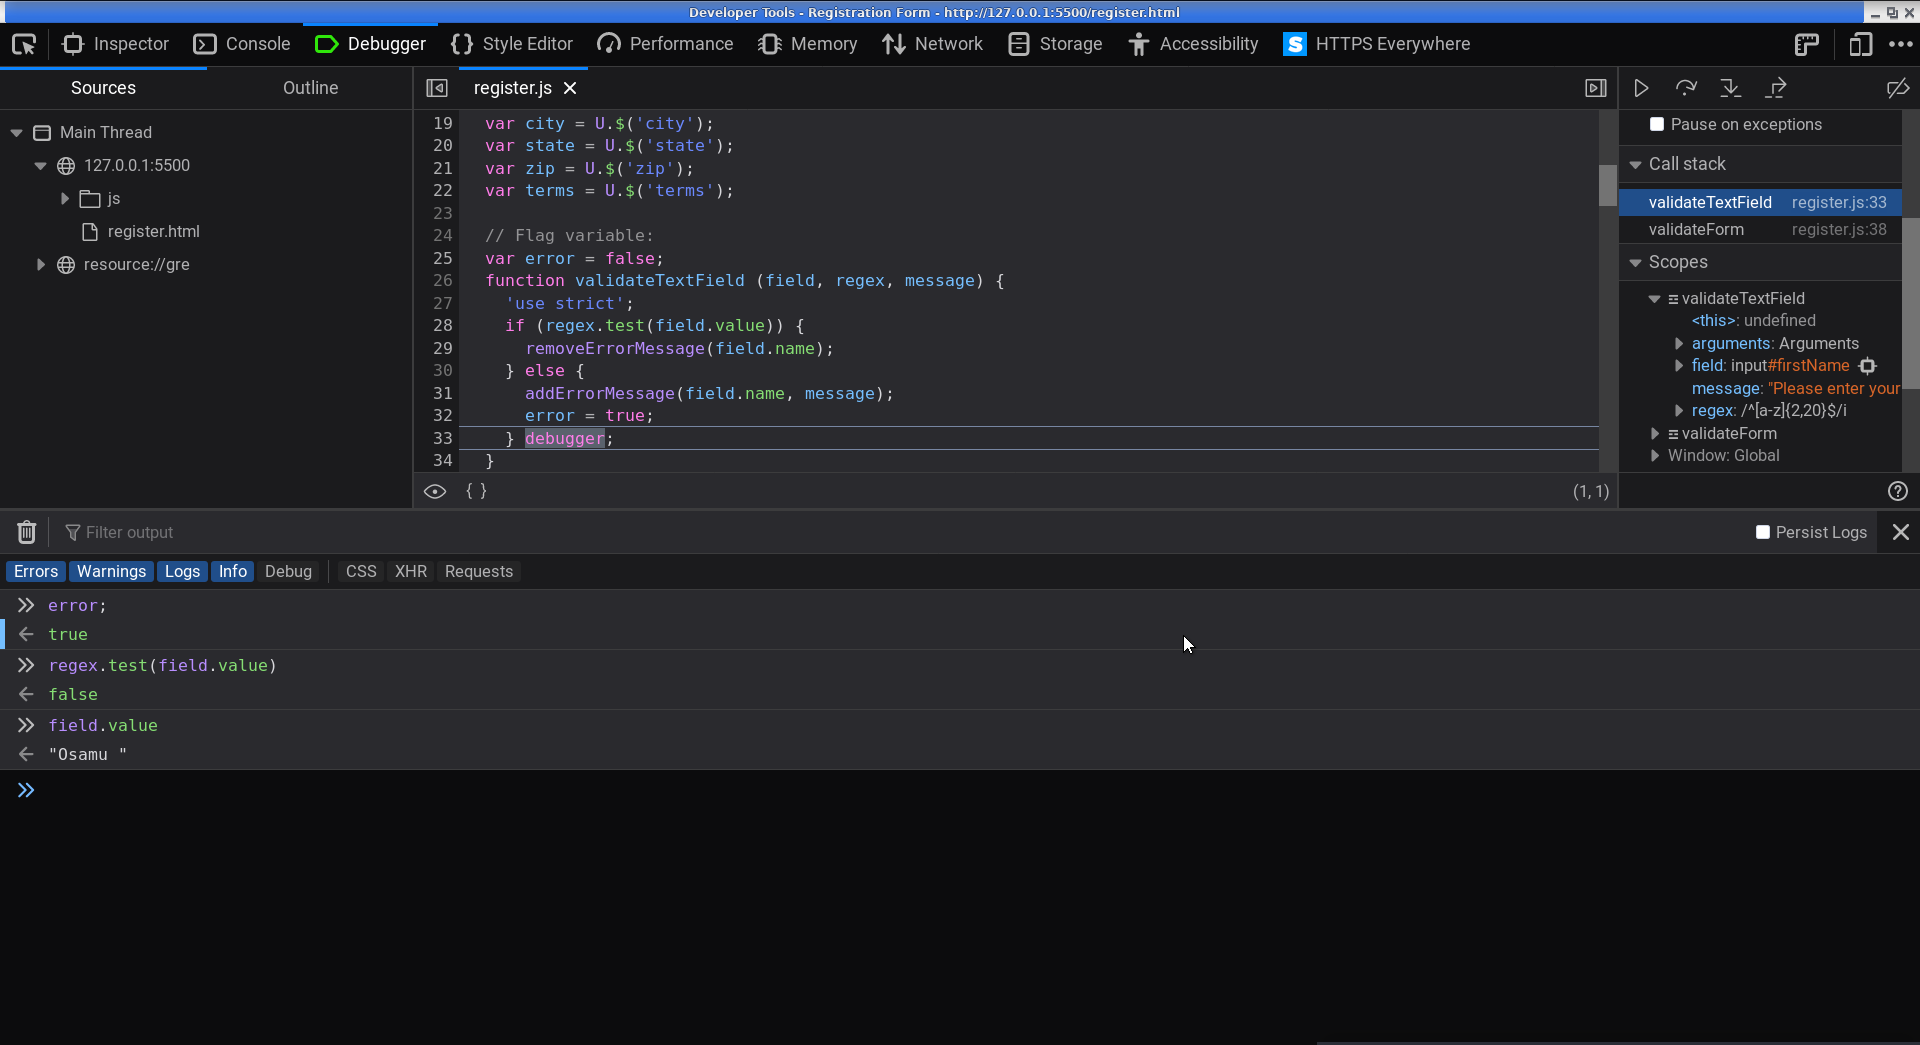 Developer Tools - Registration Form - http://127.0.0.1:5500/register.html
Inspector Console Debugger { } Style Editor Performance Memory Network Storage Accessibility S HTTPS Everywhere
Sources Outline
Main Thread
127.0.0.1:5500
js
register.html
resource://gre
register.js
19 var city = U.$('city');
20 var state = U.$('state');
21 var zip = U.$('zip');
22 var terms = U.$('terms');
23
24 // Flag variable:
25 var error = false;
26 function validateTextField (field, regex, message) {
27 'use strict';
28 if (regex.test(field.value)) {
29 removeErrorMessage(field.name);
30 } else {
31 addErrorMessage(field.name, message);
32 error = true;
33 } debugger;
34 }
{ } (1, 1)
Pause on exceptions
Call stack
validateTextField register.js:33
validateForm register.js:38
Scopes
validateTextField
<this>: undefined
arguments: Arguments
field: input#firstName
message: "Please enter your
regex: /^[a-z]{2,20}$/i
validateForm
Window: Global
Filter output Persist Logs
Errors Warnings Logs Info Debug CSS XHR Requests
error;
true
regex.test(field.value)
false
field.value
"Osamu "